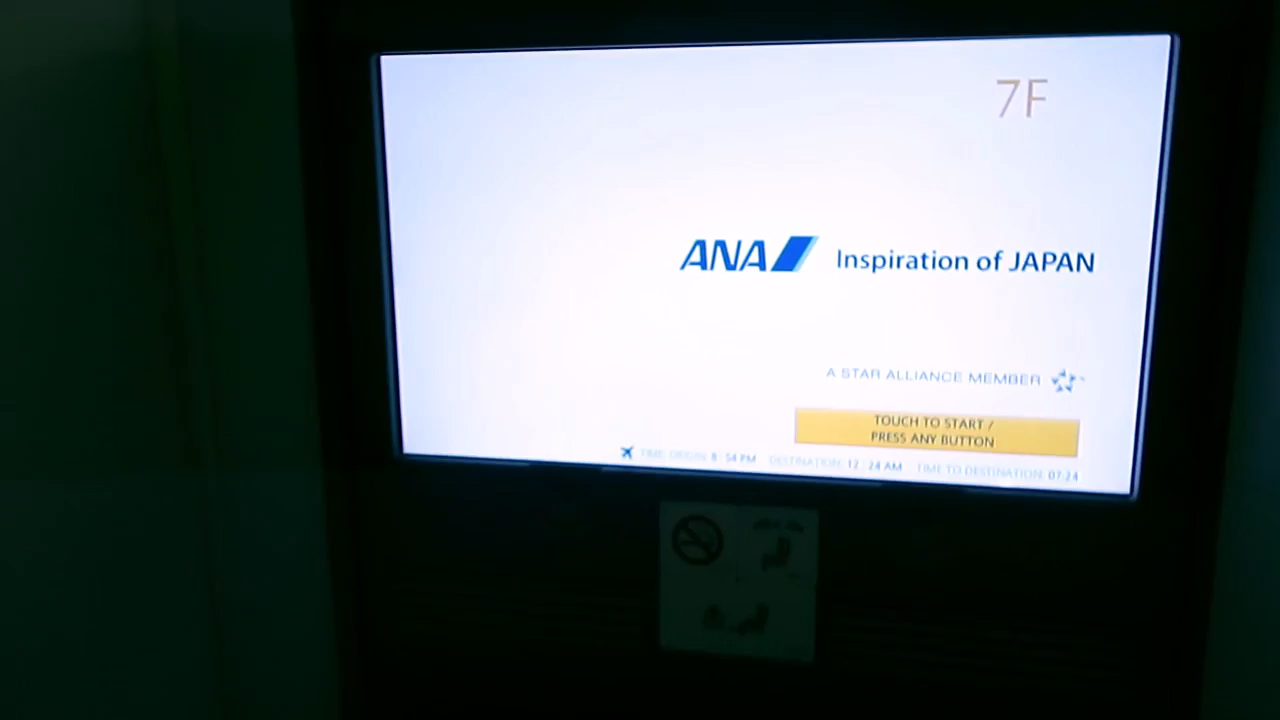 7F
ANA Inspiration of JAPAN
A STAR ALLIANCE MEMBER
TOUCH TO START /
PRESS ANY BUTTON
TIME: ORIGIN: 8:54 PM DESTINATION: 12:24 AM TIME TO DESTINATION: 07:24